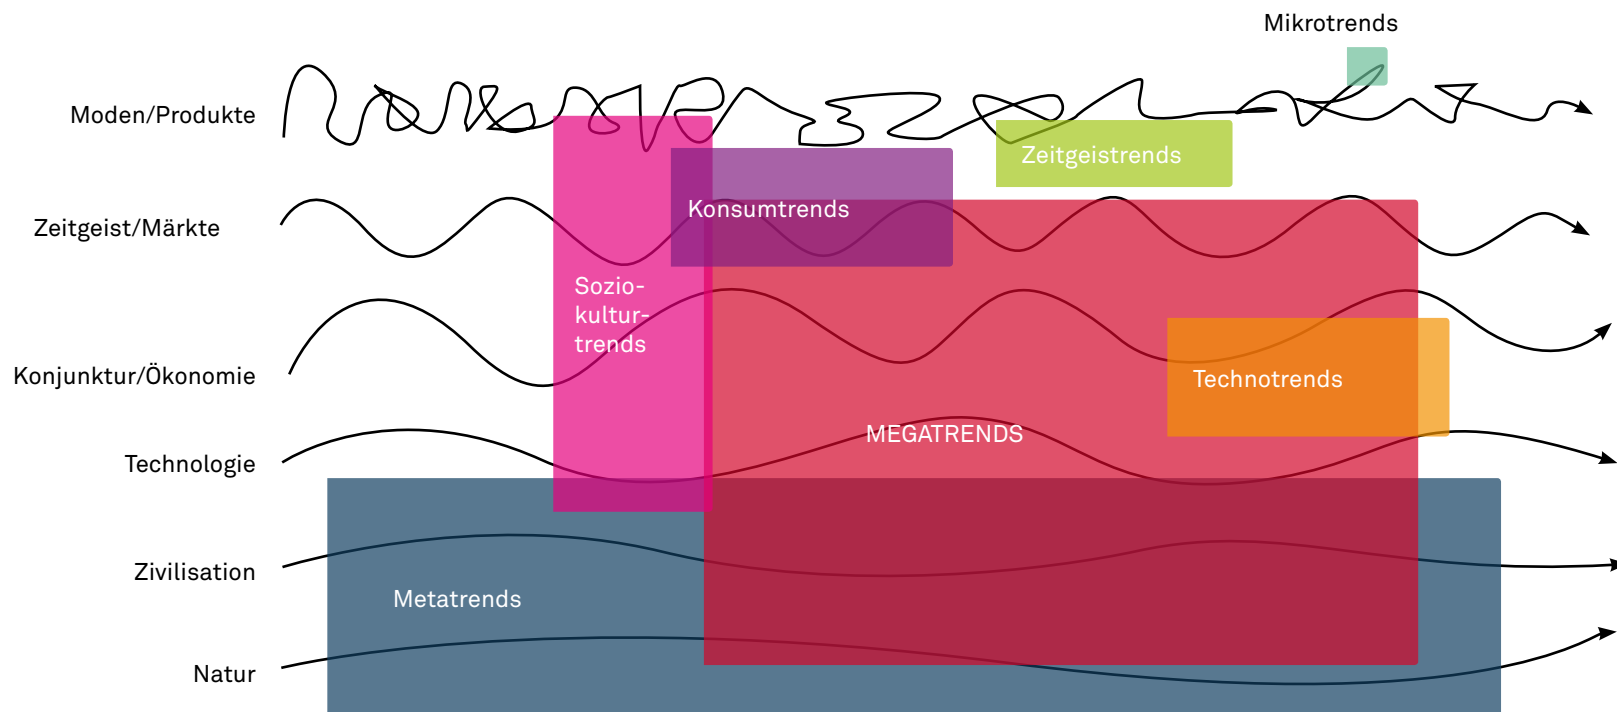 Mikrotrends
Moden/Produkte
Zeitgeistrends
Konsumtrends
Zeitgeist/Märkte
Sozio-
kultur-
trends
Konjunktur/Ökonomie
Technotrends
MEGATRENDS
Technologie
Zivilisation
Metatrends
Natur